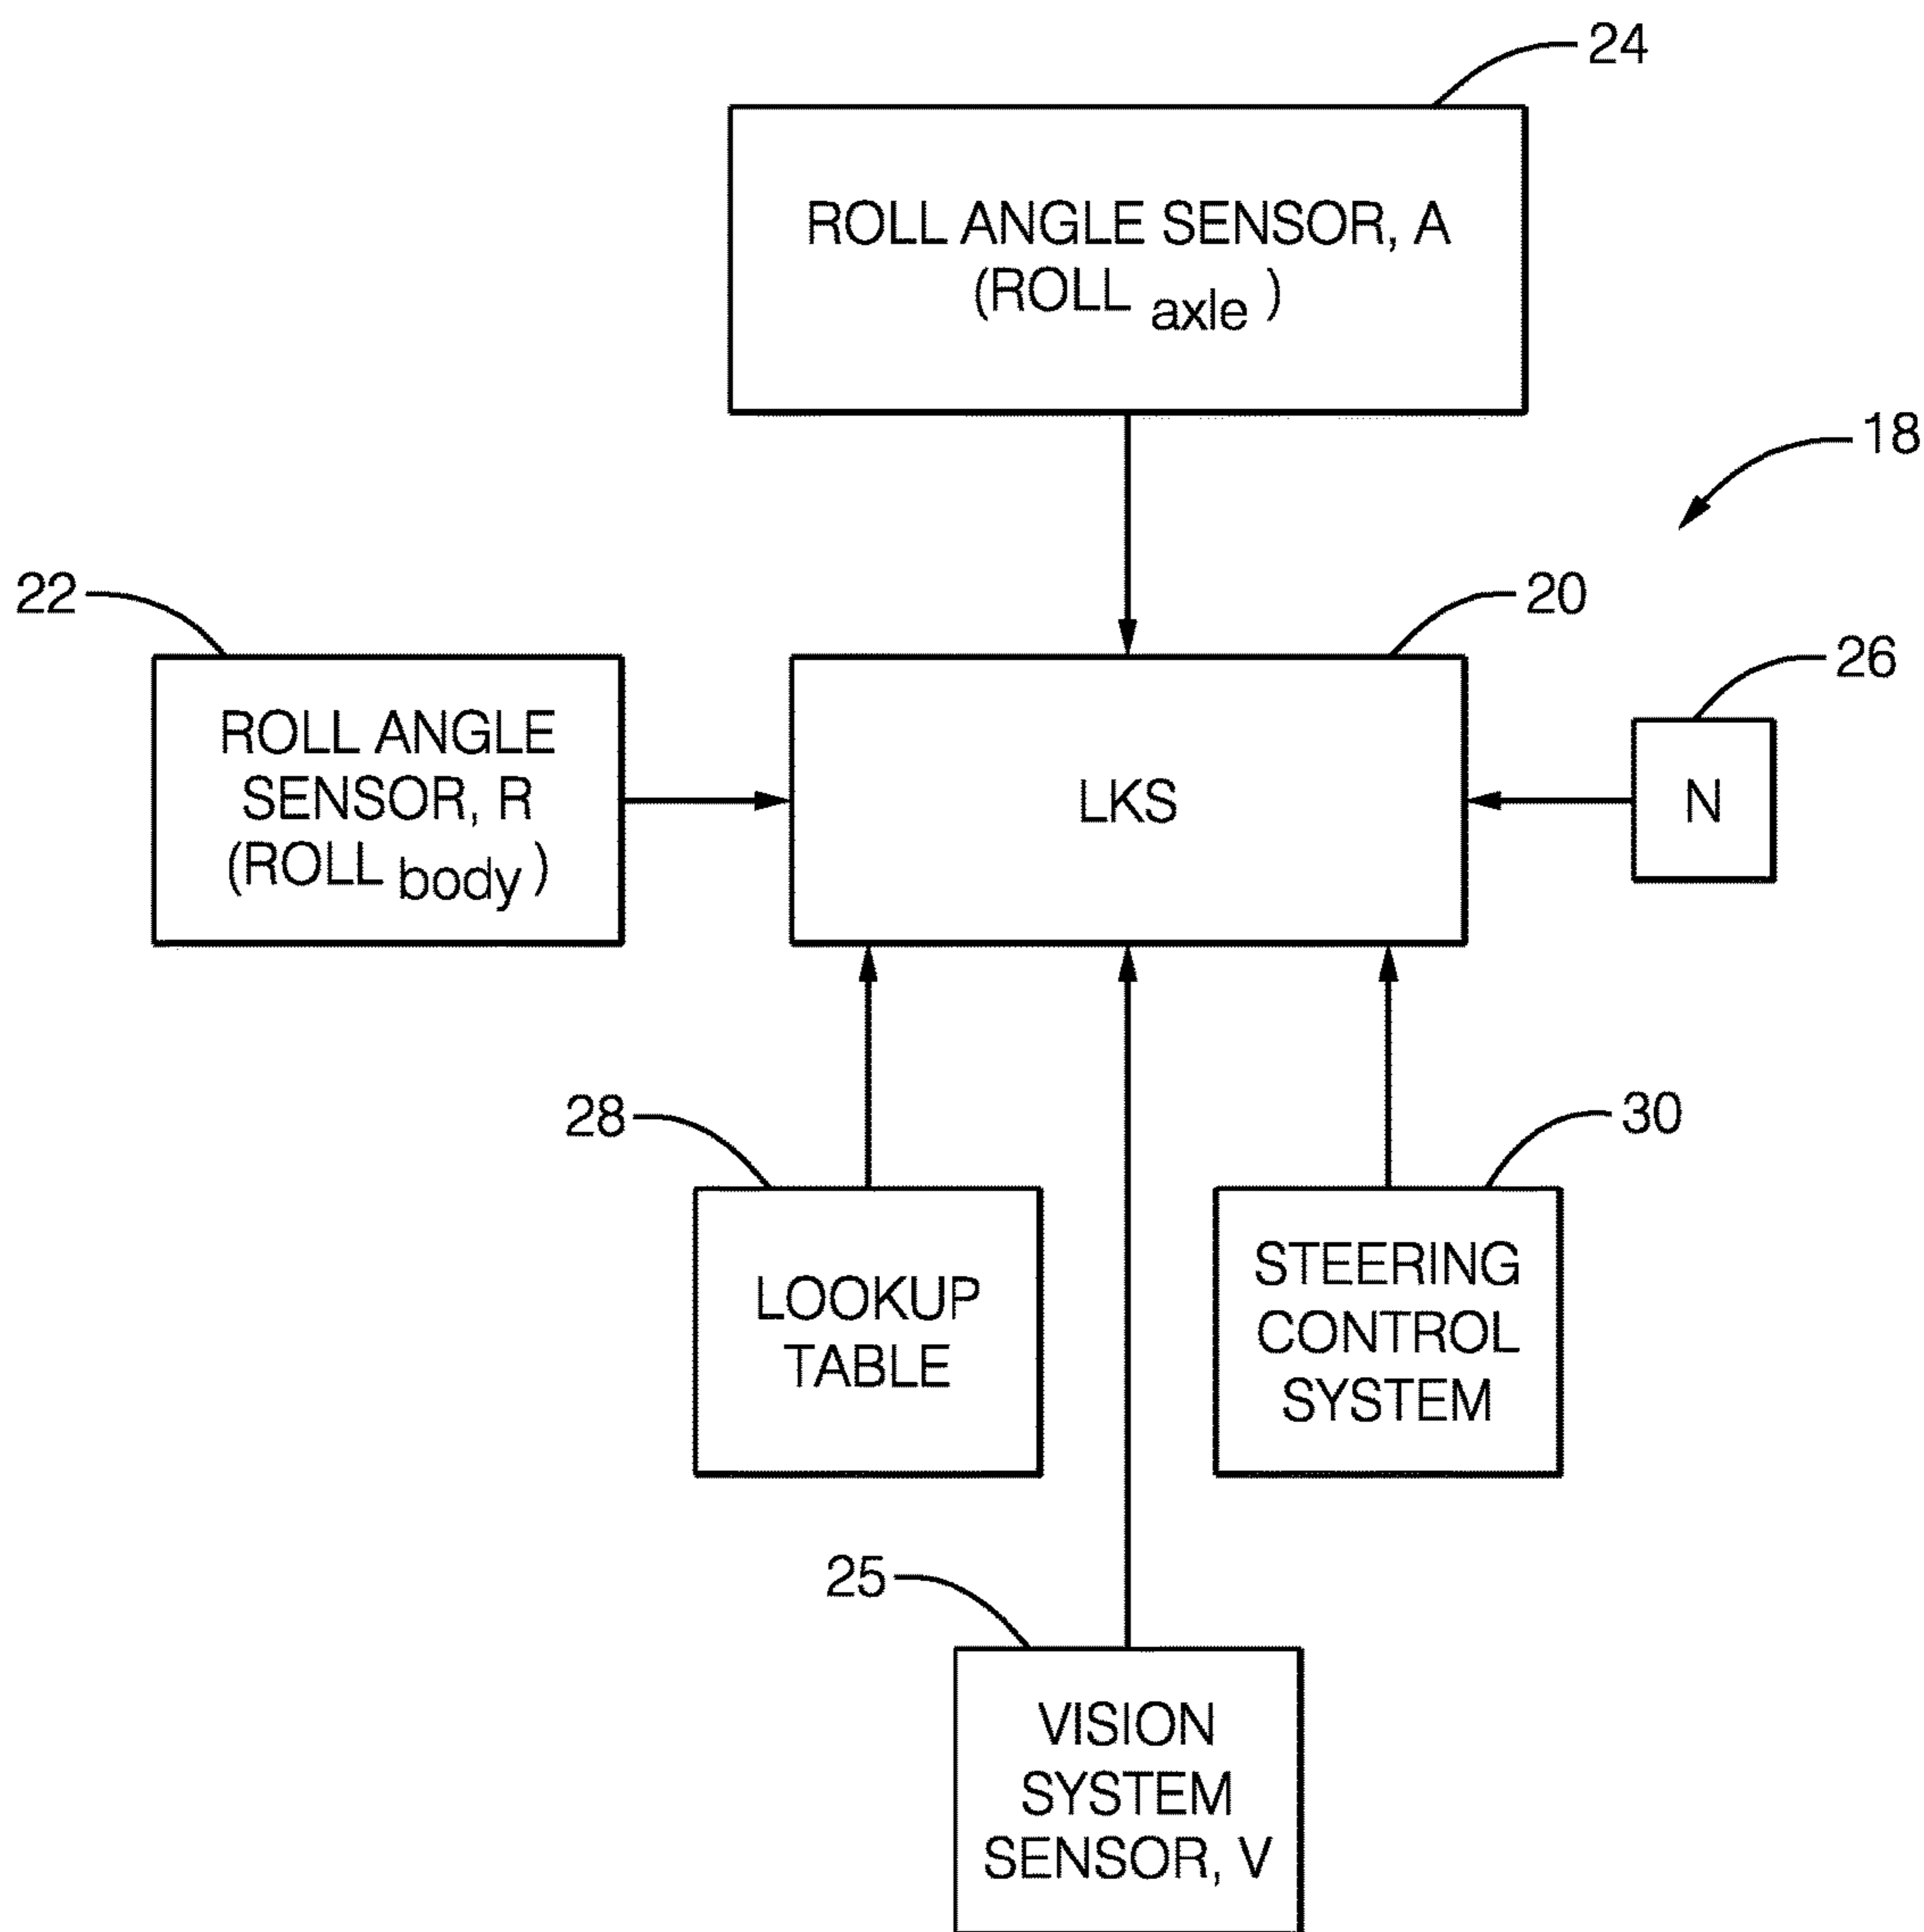 24
ROLL ANGLE SENSOR, A
(ROLL axle )
18
22
20
26
ROLL ANGLE
SENSOR, R
(ROLL body )
LKS
N
28
30
LOOKUP
TABLE
STEERING
CONTROL
SYSTEM
25
VISION
SYSTEM
SENSOR, V